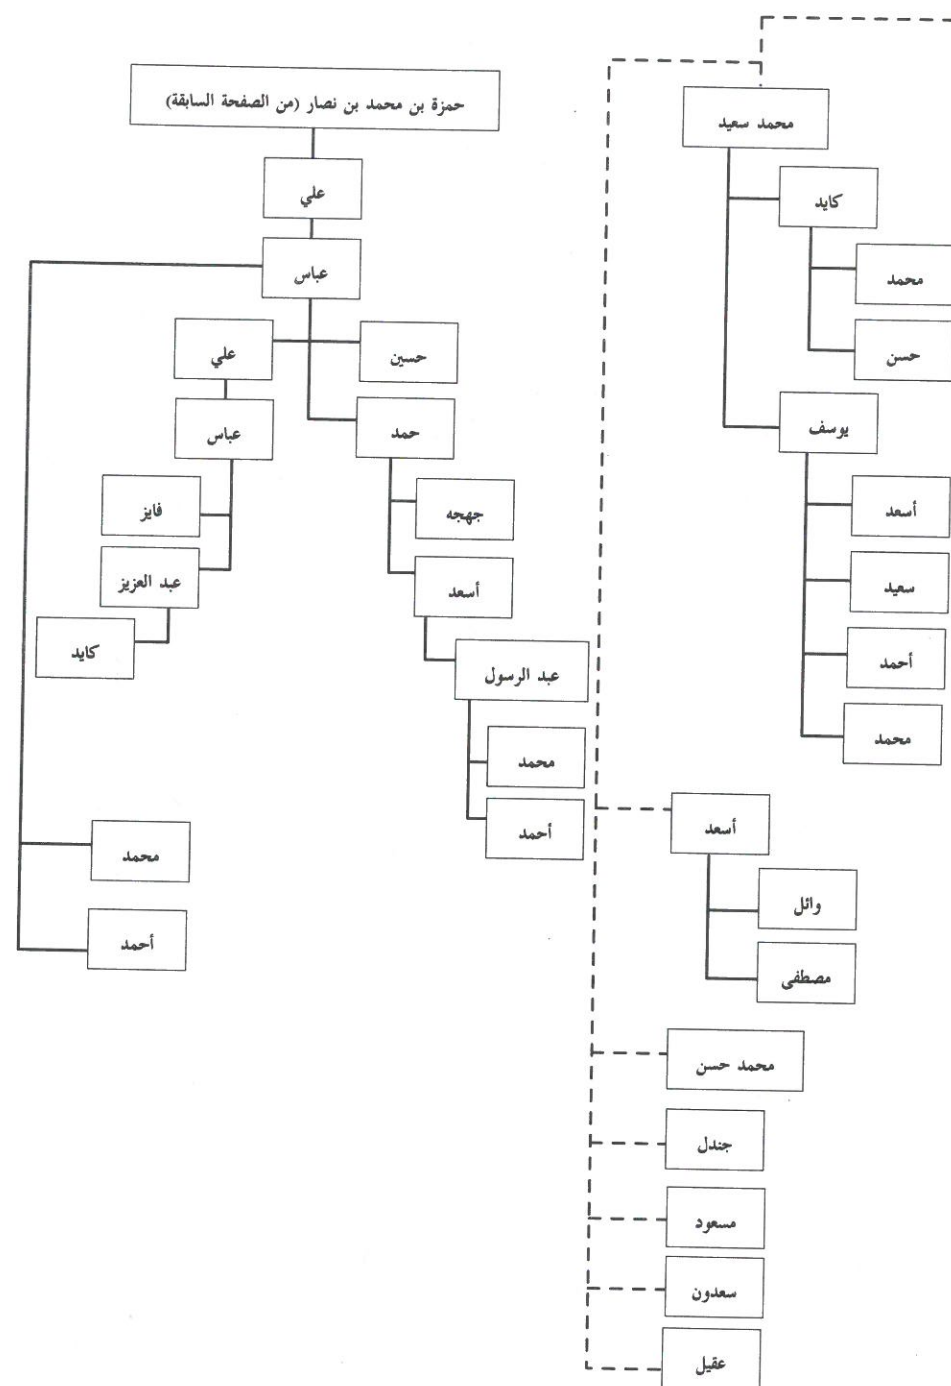 محمد سعيد
كايد
محمد
حسن
يوسف
أسعد
سعيد
أحمد
محمد
أسعد
وائل
مصطفى
محمد حسن
جندل
مسعود
سعدون
عقيل
حمزة بن محمد بن نصار (من الصفحة السابقة)
علي
عباس
حسين
علي
حمد
عباس
جهجه
فايز
أسعد
عبد العزيز
عبد الرسول
كايد
محمد
أحمد
محمد
أحمد